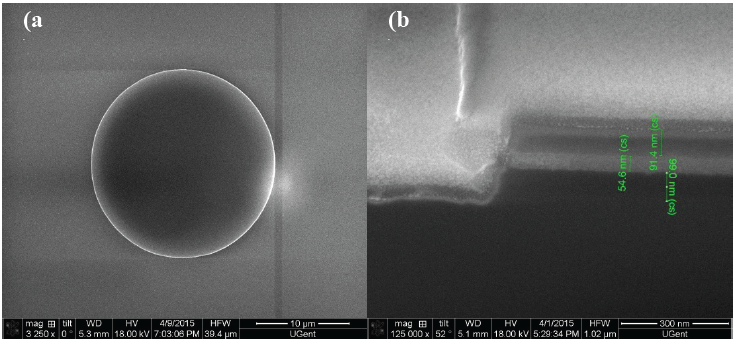 (a
(b
54.6 nm (cs)
91.4 nm (cs)
99.0 nm (cs)
mag ⊞ tilt WD HV 4/9/2015 HFW 10 µm
3 250 x 0 ° 5.3 mm 18.00 kV 7:03:06 PM 39.4 µm UGent
mag ⊞ tilt WD HV 4/1/2015 HFW 300 nm
125 000 x 52 ° 5.1 mm 18.00 kV 5:29:34 PM 1.02 µm UGent